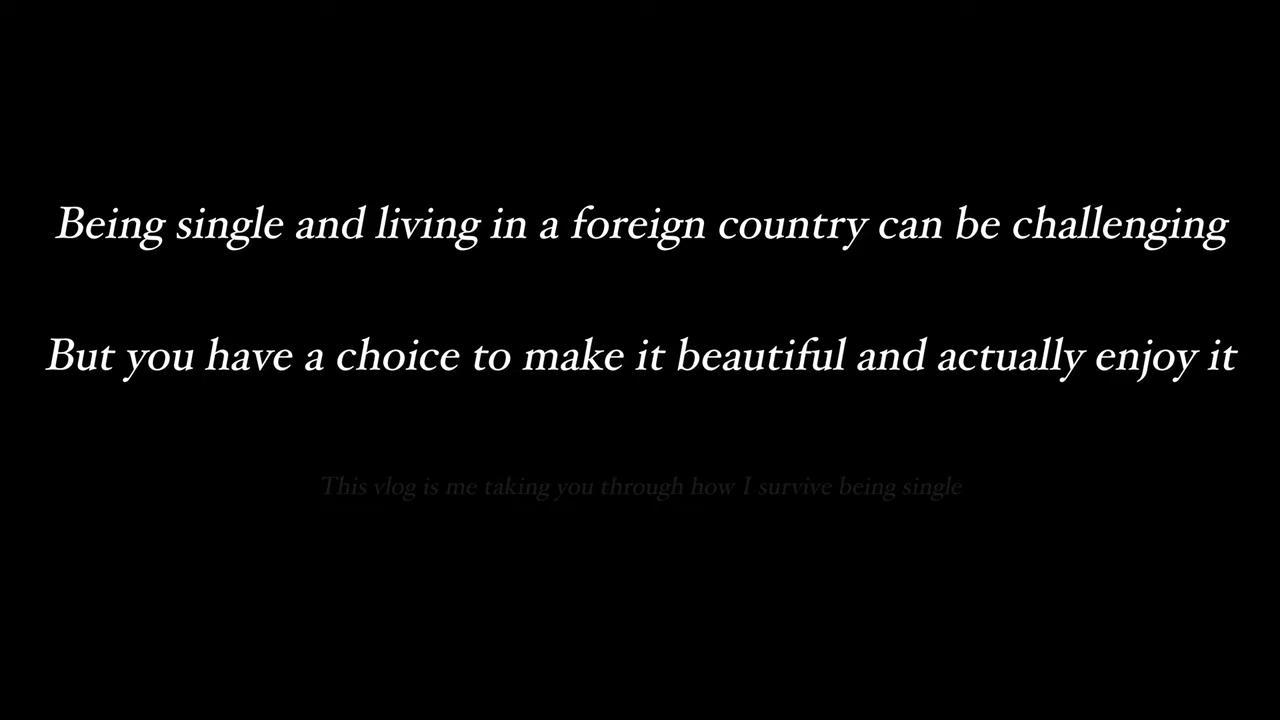 Being single and living in a foreign country can be challenging
But you have a choice to make it beautiful and actually enjoy it
This vlog is me taking you through how I survive being single